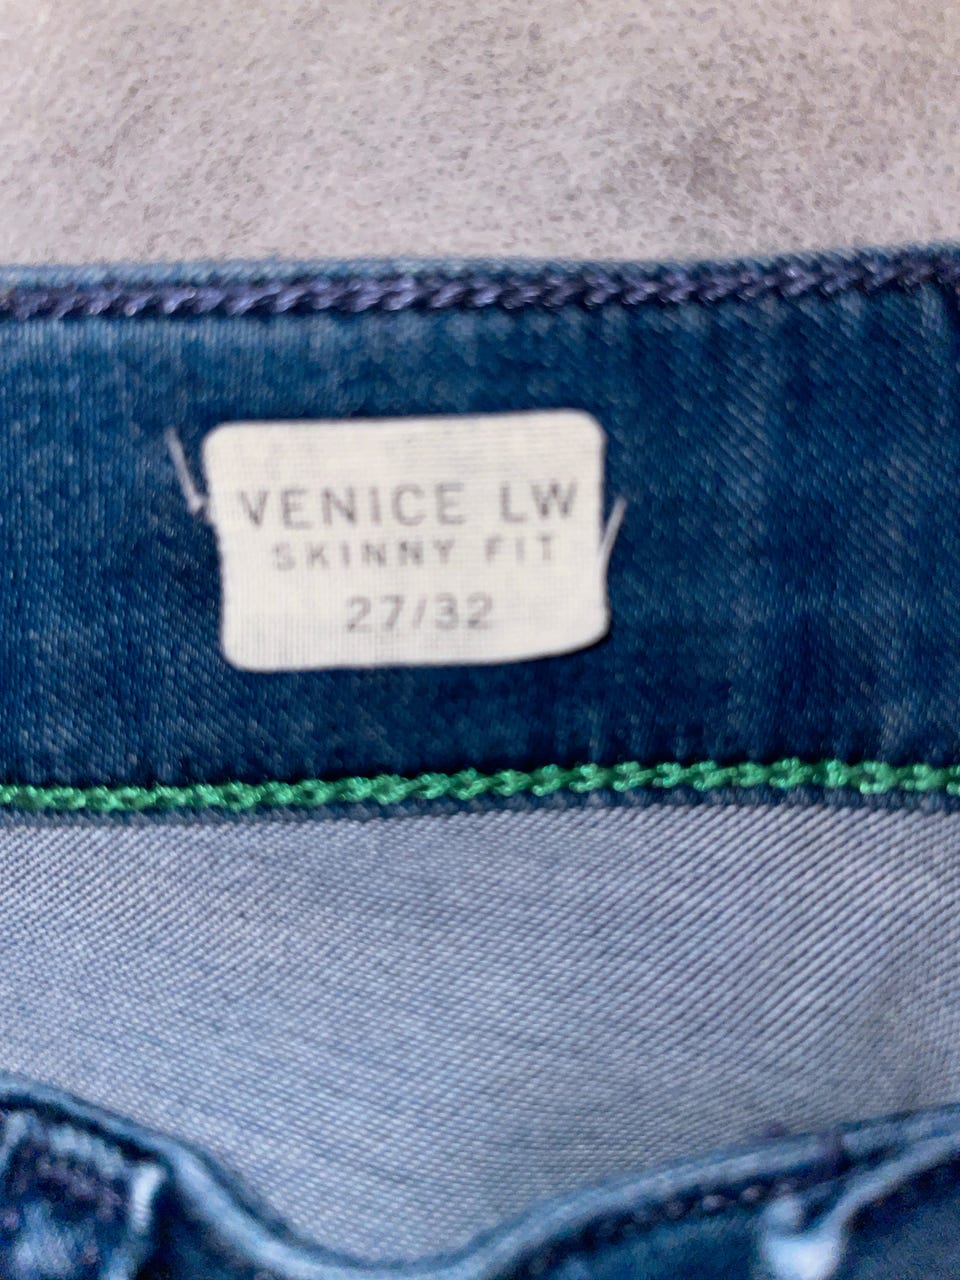 VENICE LW
SKINNY FIT
27/32